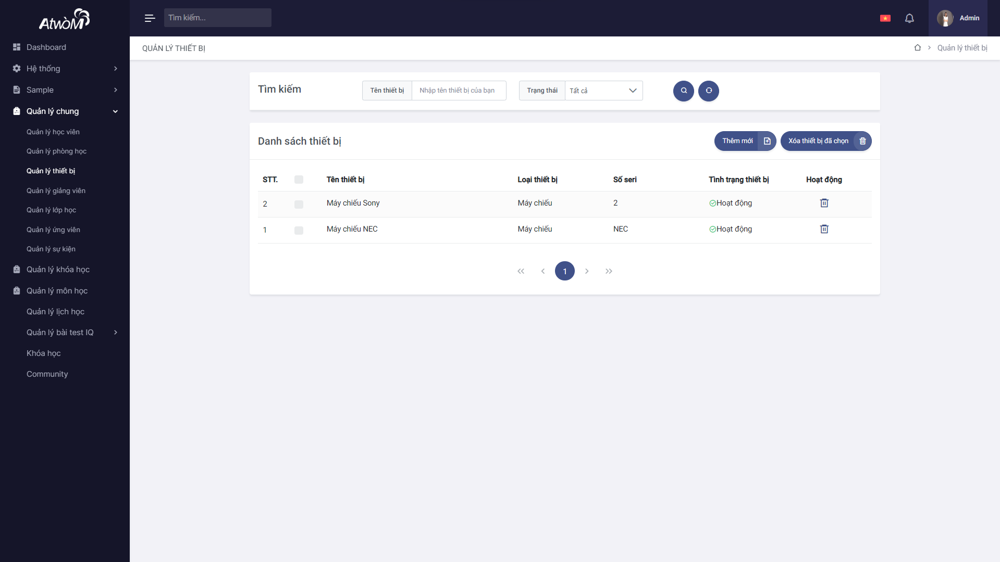 AtwòM
Tìm kiếm...
Admin
Dashboard
Hệ thống
Sample
Quản lý chung
Quản lý học viên
Quản lý phòng học
Quản lý thiết bị
Quản lý giảng viên
Quản lý lớp học
Quản lý ứng viên
Quản lý sự kiện
Quản lý khóa học
Quản lý môn học
Quản lý lịch học
Quản lý bài test IQ
Khóa học
Community
QUẢN LÝ THIẾT BỊ
Quản lý thiết bị
Tìm kiếm
Tên thiết bị Nhập tên thiết bị của bạn
Trạng thái Tất cả
Danh sách thiết bị
Thêm mới
Xóa thiết bị đã chọn
STT. Tên thiết bị Loại thiết bị Số seri Tình trạng thiết bị Hoạt động
2 Máy chiếu Sony Máy chiếu 2 Hoạt động
1 Máy chiếu NEC Máy chiếu NEC Hoạt động
1